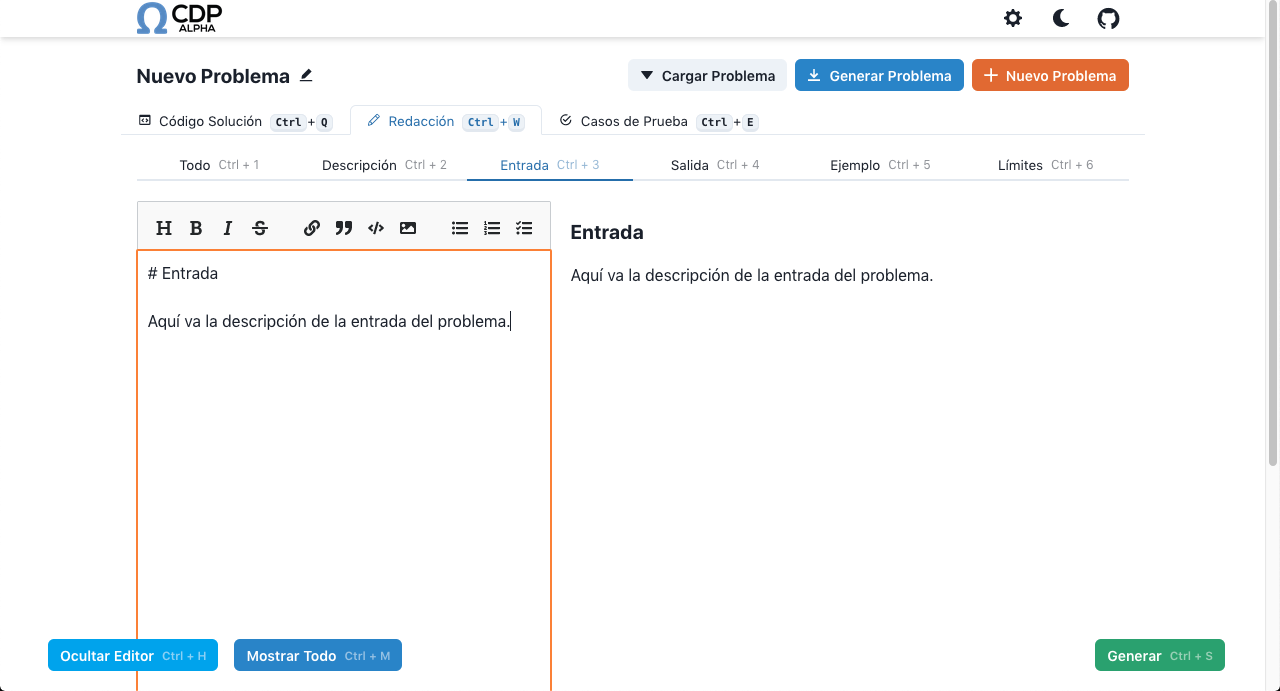 CDP
ALPHA
Nuevo Problema
Cargar Problema
Generar Problema
Nuevo Problema
Código Solución Ctrl + Q
Redacción Ctrl + W
Casos de Prueba Ctrl + E
Todo Ctrl + 1
Descripción Ctrl + 2
Entrada Ctrl + 3
Salida Ctrl + 4
Ejemplo Ctrl + 5
Límites Ctrl + 6
# Entrada
Aquí va la descripción de la entrada del problema.
Entrada
Aquí va la descripción de la entrada del problema.
Ocultar Editor Ctrl + H
Mostrar Todo Ctrl + M
Generar Ctrl + S